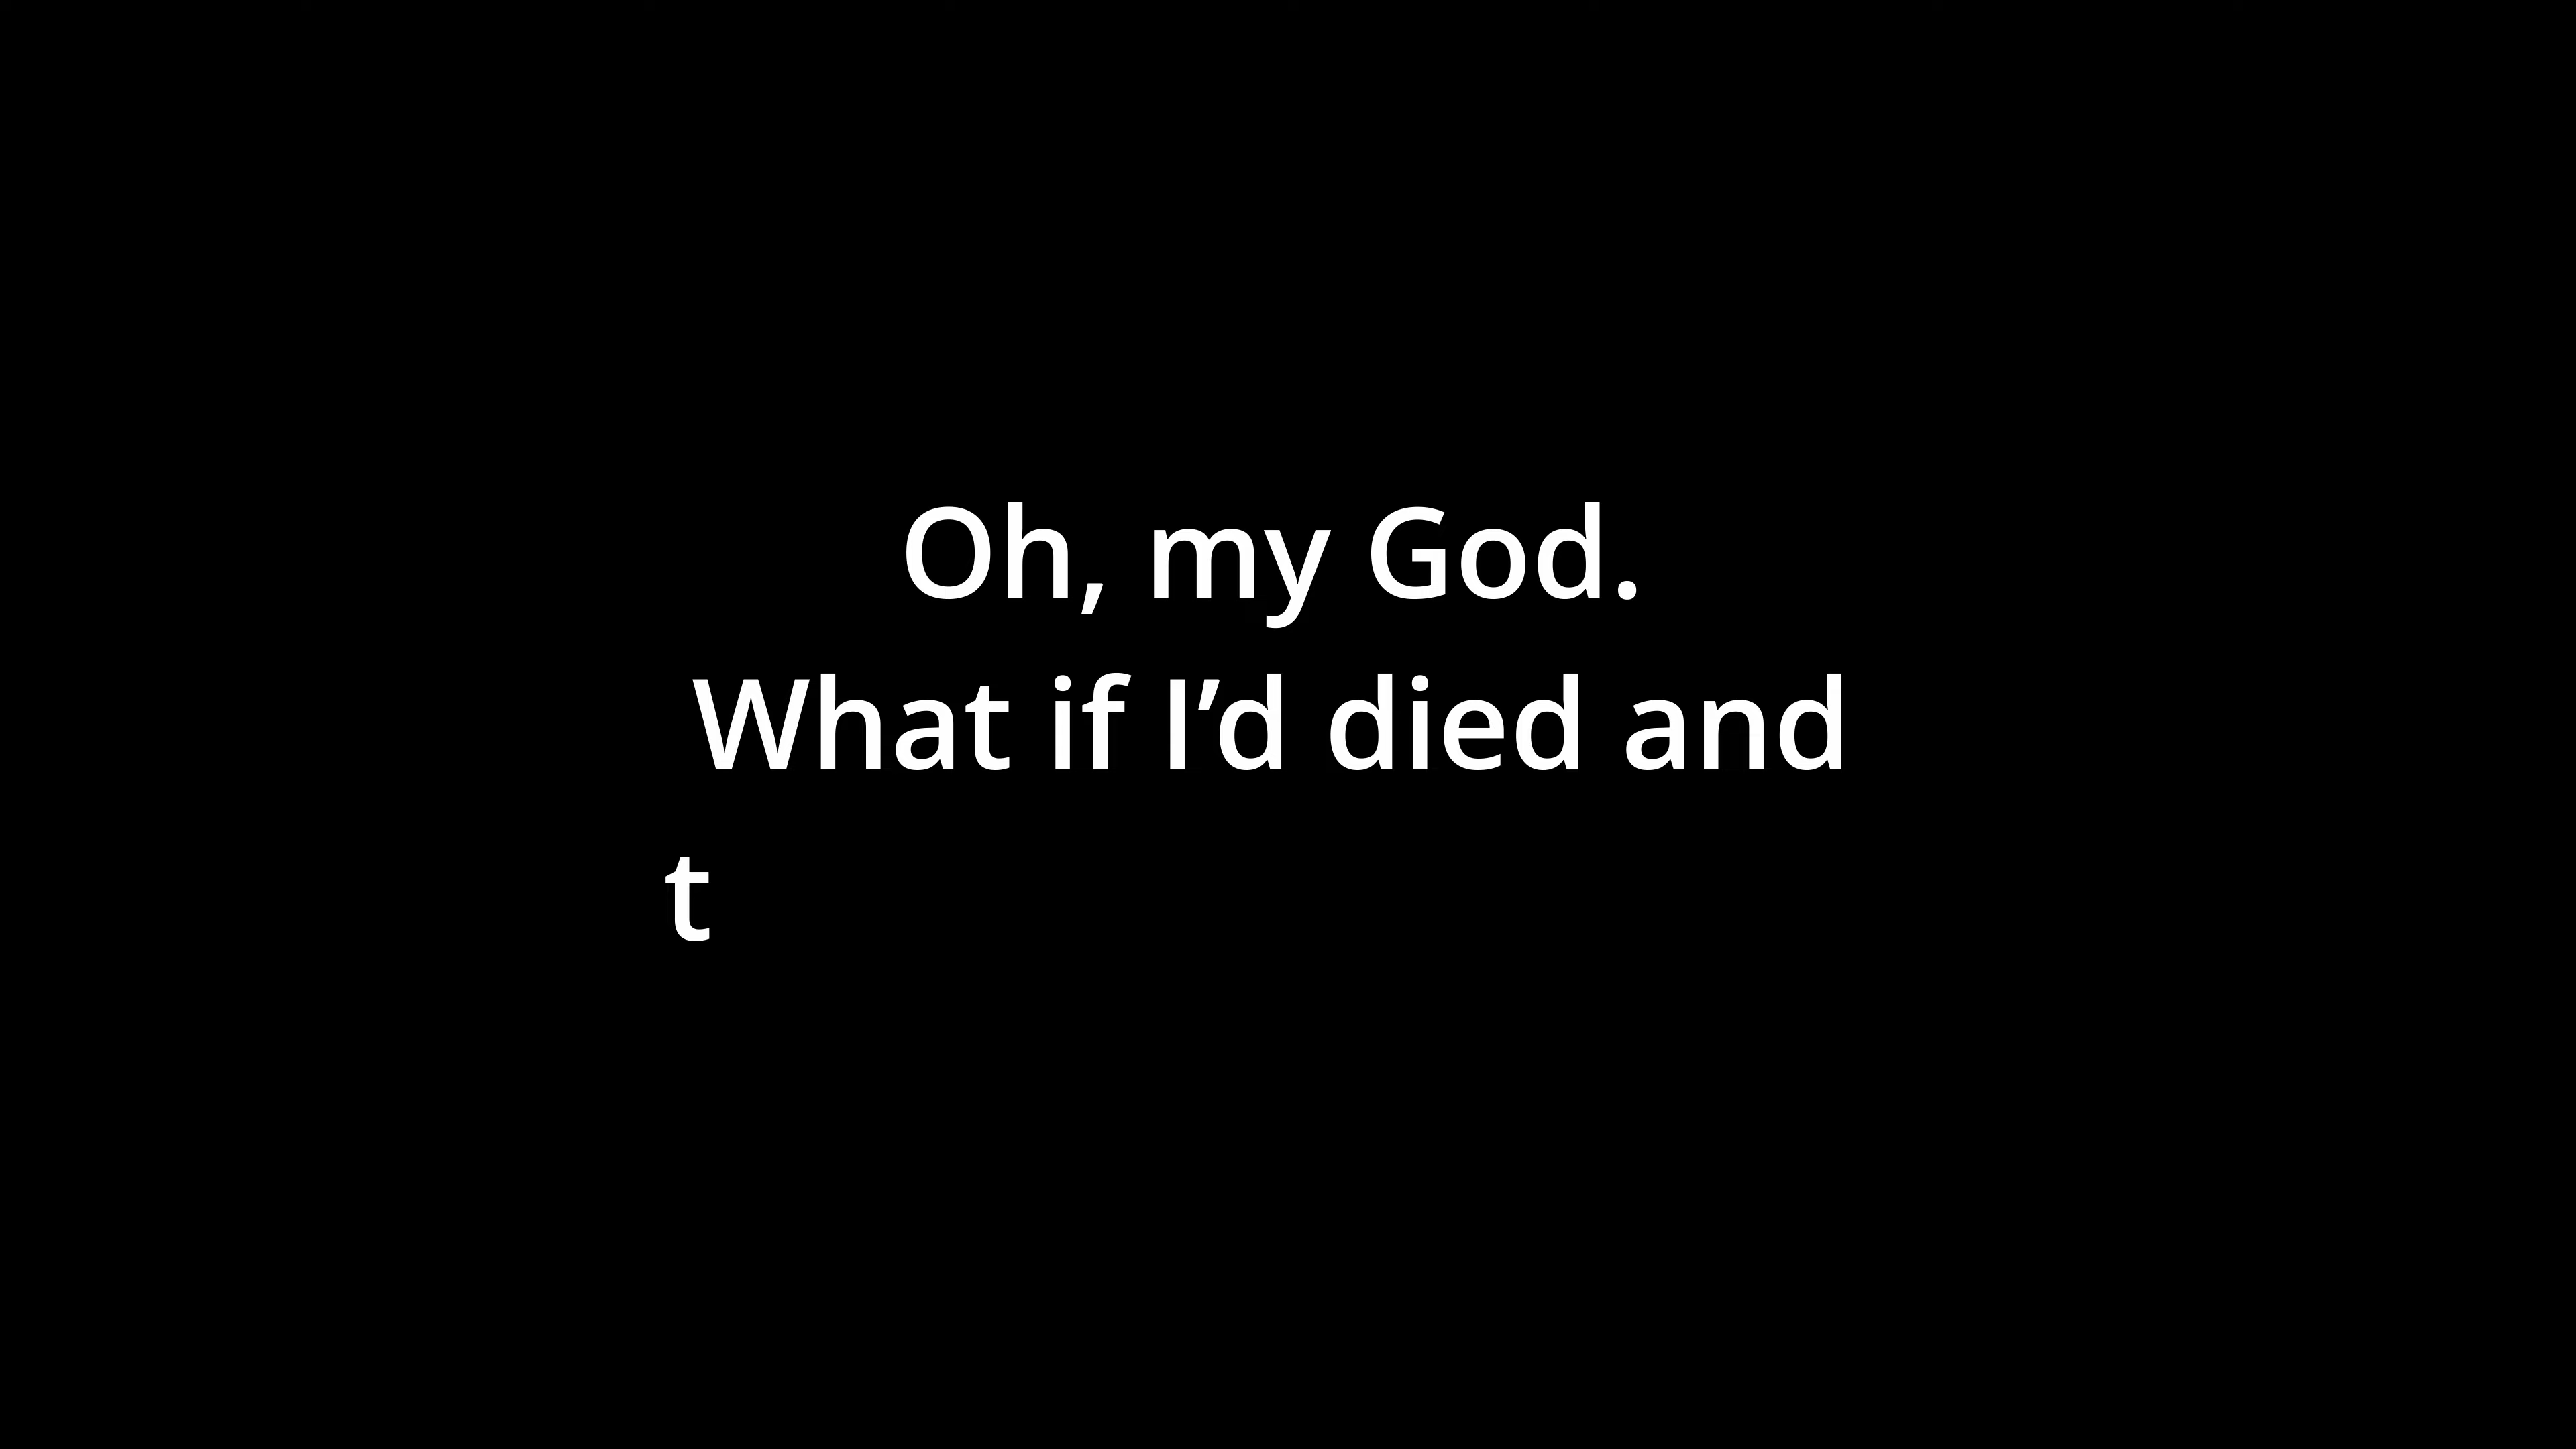 Oh, my God.
What if I’d died and
t